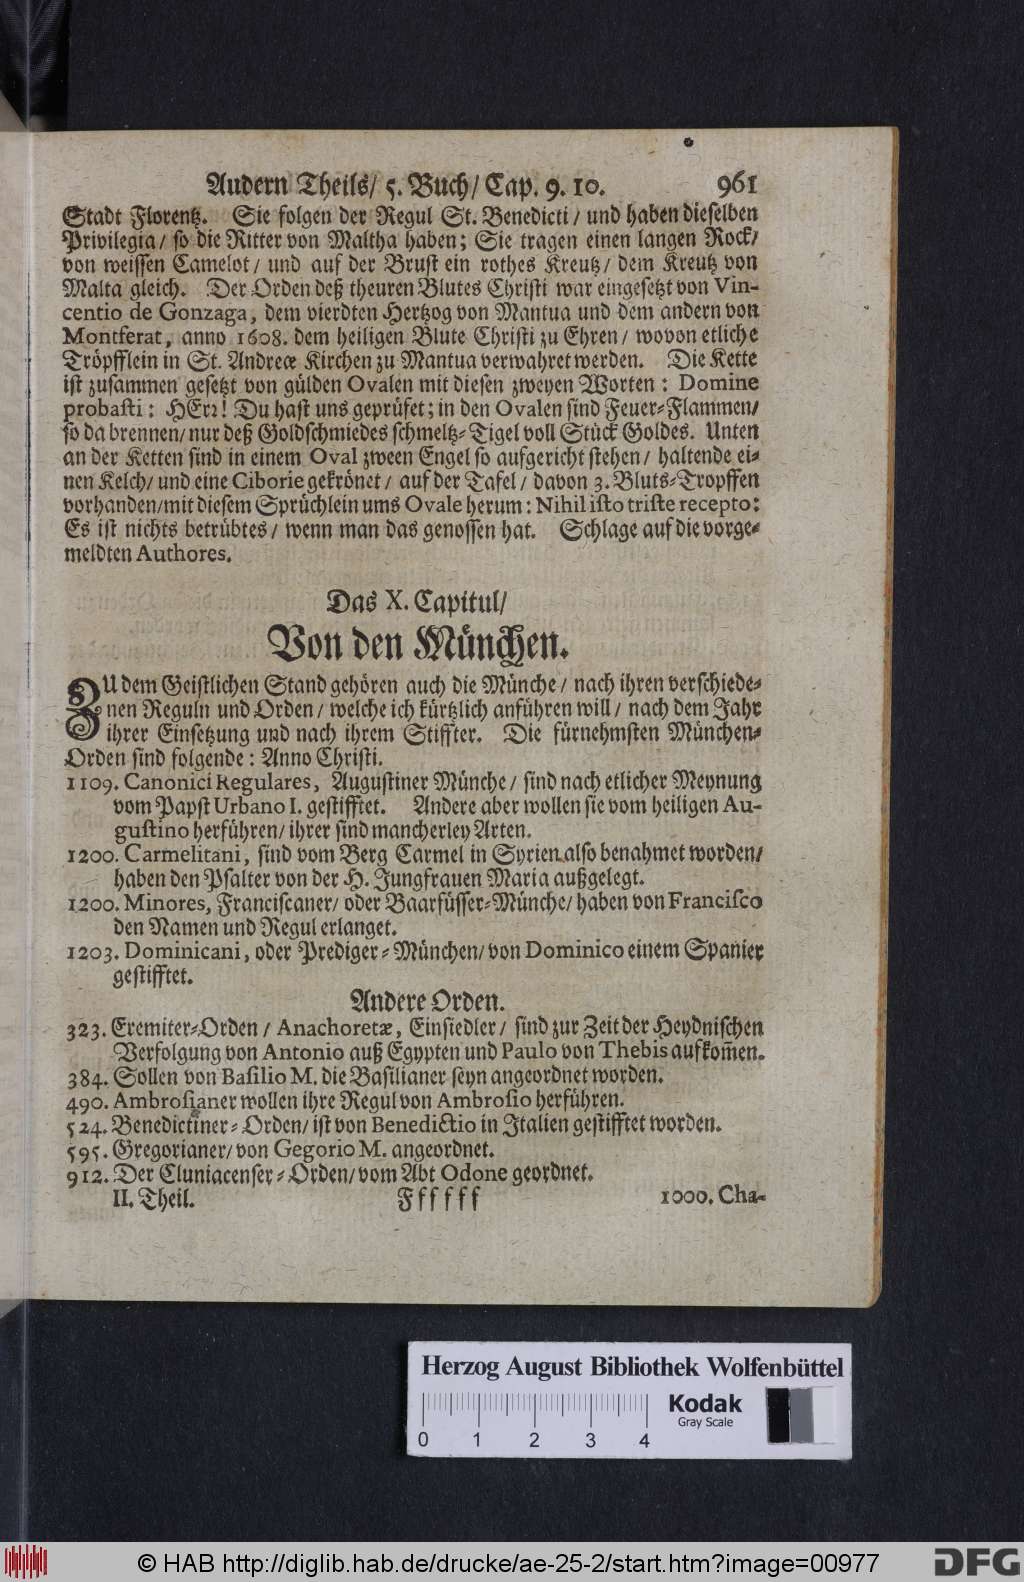 Andern Theils/ 5. Buch/ Cap. 9. 10. 961
Stadt Florentz. Sie folgen der Regul St. Benedicti/ und haben dieselben
Privilegia/ so die Ritter von Maltha haben; Sie tragen einen langen Rock/
von weissen Camelot/ und auf der Brust ein rothes Kreutz/ dem Kreutz von
Malta gleich. Der Orden deß theuren Blutes Christi war eingesetzt von Vin-
centio de Gonzaga, dem vierdten Hertzog von Mantua und dem andern von
Montferat, anno 1608. dem heiligen Blute Christi zu Ehren/ wovon etliche
Tröpfflein in St. Andreæ Kirchen zu Mantua verwahret werden. Die Kette
ist zusammen gesetzt von gülden Ovalen mit diesen zweyen Worten: Domine
probasti: HErr! Du hast uns geprüfet; in den Ovalen sind Feuer-Flammen/
so da brennen/ nur deß Goldschmiedes schmeltz-Tigel voll Stück Goldes. Unten
an der Ketten sind in einem Oval zween Engel so aufgericht stehen/ haltende ei-
nen Kelch/ und eine Ciborie gekrönet/ auf der Tafel/ davon 3. Bluts-Tropffen
vorhanden/ mit diesem Sprüchlein ums Ovale herum: Nihil isto triste recepto:
Es ist nichts betrübtes/ wenn man das genossen hat. Schlage auf die vorge-
meldten Authores.
Das X. Capitul/
Von den München.
ZU dem Geistlichen Stand gehören auch die Münche/ nach ihren verschiede-
nen Reguln und Orden/ welche ich kürtzlich anführen will/ nach dem Jahr
ihrer Einsetzung und nach ihrem Stiffter. Die fürnehmsten München-
Orden sind folgende: Anno Christi.
1109. Canonici Regulares, Augustiner Münche/ sind nach etlicher Meynung
vom Papst Urbano I. gestifftet. Andere aber wollen sie vom heiligen Au-
gustino herführen/ ihrer sind mancherley Arten.
1200. Carmelitani, sind vom Berg Carmel in Syrien also benahmet worden/
haben den Psalter von der H. Jungfrauen Maria außgelegt.
1200. Minores, Franciscaner/ oder Baarfüsser-Münche/ haben von Francisco
den Namen und Regul erlanget.
1203. Dominicani, oder Prediger-München/ von Dominico einem Spanier
gestifftet.
Andere Orden.
323. Eremiter-Orden/ Anachoretæ, Einsiedler/ sind zur Zeit der Heydnischen
Verfolgung von Antonio auß Egypten und Paulo von Thebis aufkom̄en.
384. Sollen von Basilio M. die Basilianer seyn angeordnet worden.
490. Ambrosianer wollen ihre Regul von Ambrosio herführen.
524. Benedictiner-Orden/ ist von Benedictio in Italien gestifftet worden.
595. Gregorianer/ von Gegorio M. angeordnet.
912. Der Cluniacenser-Orden/ vom Abt Odone geordnet.
II. Theil. Ffffff 1000. Cha-
Herzog August Bibliothek Wolfenbüttel
Kodak
Gray Scale
0 1 2 3 4
© HAB http://diglib.hab.de/drucke/ae-25-2/start.htm?image=00977
DFG